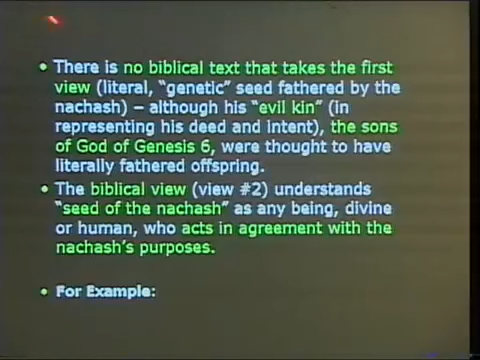 • There is no biblical text that takes the first
view (literal, “genetic” seed fathered by the
nachash) – although his “evil kin” (in
representing his deed and intent), the sons
of God of Genesis 6, were thought to have
literally fathered offspring.
• The biblical view (view #2) understands
“seed of the nachash” as any being, divine
or human, who acts in agreement with the
nachash’s purposes.
• For Example: